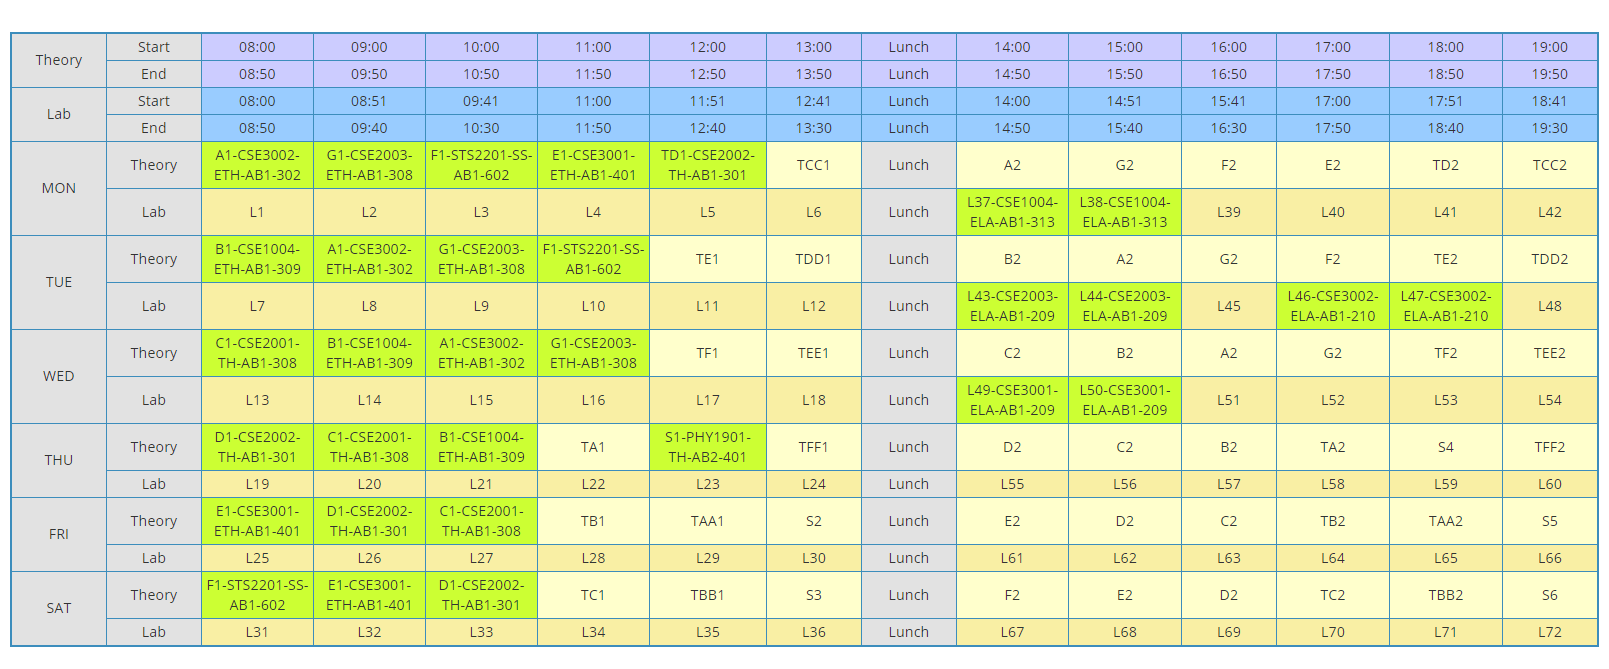 Theory Start 08:00 09:00 10:00 11:00 12:00 13:00 Lunch 14:00 15:00 16:00 17:00 18:00 19:00
End 08:50 09:50 10:50 11:50 12:50 13:50 Lunch 14:50 15:50 16:50 17:50 18:50 19:50
Lab Start 08:00 08:51 09:41 11:00 11:51 12:41 Lunch 14:00 14:51 15:41 17:00 17:51 18:41
End 08:50 09:40 10:30 11:50 12:40 13:30 Lunch 14:50 15:40 16:30 17:50 18:40 19:30
MON Theory A1-CSE3002-ETH-AB1-302 G1-CSE2003-ETH-AB1-308 F1-STS2201-SS-AB1-602 E1-CSE3001-ETH-AB1-401 TD1-CSE2002-TH-AB1-301 TCC1 Lunch A2 G2 F2 E2 TD2 TCC2
Lab L1 L2 L3 L4 L5 L6 Lunch L37-CSE1004-ELA-AB1-313 L38-CSE1004-ELA-AB1-313 L39 L40 L41 L42
TUE Theory B1-CSE1004-ETH-AB1-309 A1-CSE3002-ETH-AB1-302 G1-CSE2003-ETH-AB1-308 F1-STS2201-SS-AB1-602 TE1 TDD1 Lunch B2 A2 G2 F2 TE2 TDD2
Lab L7 L8 L9 L10 L11 L12 Lunch L43-CSE2003-ELA-AB1-209 L44-CSE2003-ELA-AB1-209 L45 L46-CSE3002-ELA-AB1-210 L47-CSE3002-ELA-AB1-210 L48
WED Theory C1-CSE2001-TH-AB1-308 B1-CSE1004-ETH-AB1-309 A1-CSE3002-ETH-AB1-302 G1-CSE2003-ETH-AB1-308 TF1 TEE1 Lunch C2 B2 A2 G2 TF2 TEE2
Lab L13 L14 L15 L16 L17 L18 Lunch L49-CSE3001-ELA-AB1-209 L50-CSE3001-ELA-AB1-209 L51 L52 L53 L54
THU Theory D1-CSE2002-TH-AB1-301 C1-CSE2001-TH-AB1-308 B1-CSE1004-ETH-AB1-309 TA1 S1-PHY1901-TH-AB2-401 TFF1 Lunch D2 C2 B2 TA2 S4 TFF2
Lab L19 L20 L21 L22 L23 L24 Lunch L55 L56 L57 L58 L59 L60
FRI Theory E1-CSE3001-ETH-AB1-401 D1-CSE2002-TH-AB1-301 C1-CSE2001-TH-AB1-308 TB1 TAA1 S2 Lunch E2 D2 C2 TB2 TAA2 S5
Lab L25 L26 L27 L28 L29 L30 Lunch L61 L62 L63 L64 L65 L66
SAT Theory F1-STS2201-SS-AB1-602 E1-CSE3001-ETH-AB1-401 D1-CSE2002-TH-AB1-301 TC1 TBB1 S3 Lunch F2 E2 D2 TC2 TBB2 S6
Lab L31 L32 L33 L34 L35 L36 Lunch L67 L68 L69 L70 L71 L72